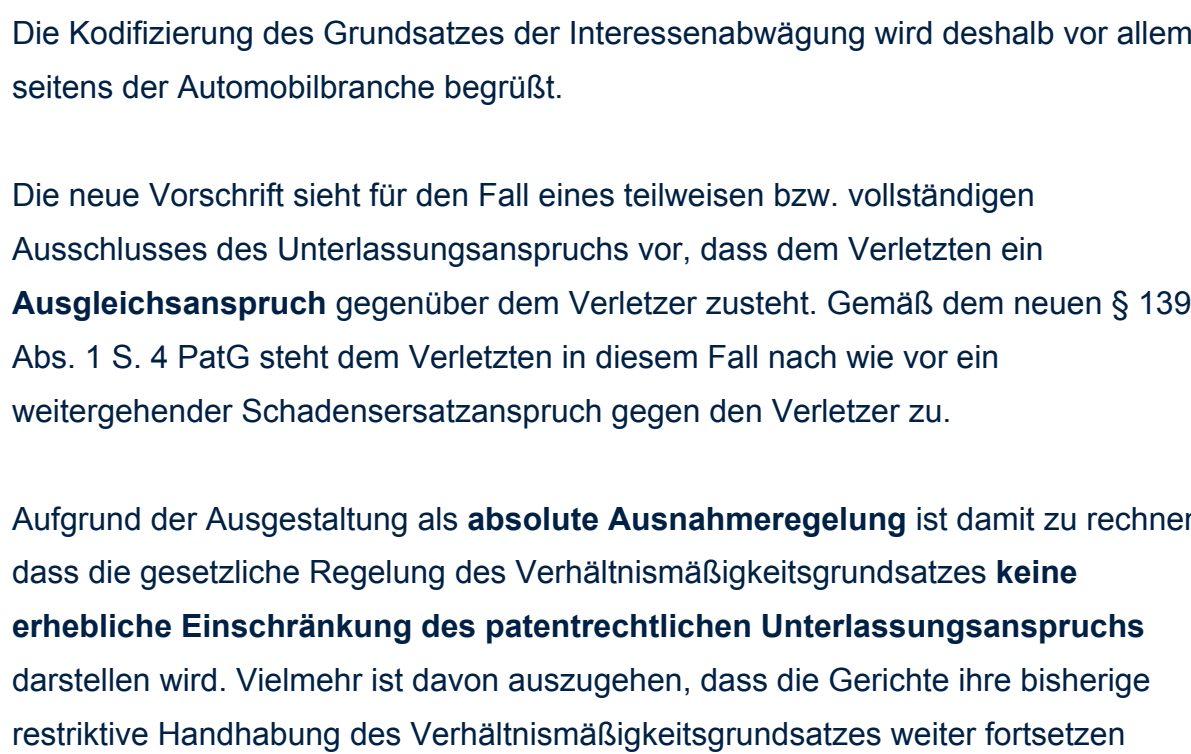 Die Kodifizierung des Grundsatzes der Interessenabwägung wird deshalb vor allem
seitens der Automobilbranche begrüßt.
Die neue Vorschrift sieht für den Fall eines teilweisen bzw. vollständigen
Ausschlusses des Unterlassungsanspruchs vor, dass dem Verletzten ein
Ausgleichsanspruch gegenüber dem Verletzer zusteht. Gemäß dem neuen § 139
Abs. 1 S. 4 PatG steht dem Verletzten in diesem Fall nach wie vor ein
weitergehender Schadensersatzanspruch gegen den Verletzer zu.
Aufgrund der Ausgestaltung als absolute Ausnahmeregelung ist damit zu rechnen
dass die gesetzliche Regelung des Verhältnismäßigkeitsgrundsatzes keine
erhebliche Einschränkung des patentrechtlichen Unterlassungsanspruchs
darstellen wird. Vielmehr ist davon auszugehen, dass die Gerichte ihre bisherige
restriktive Handhabung des Verhältnismäßigkeitsgrundsatzes weiter fortsetzen